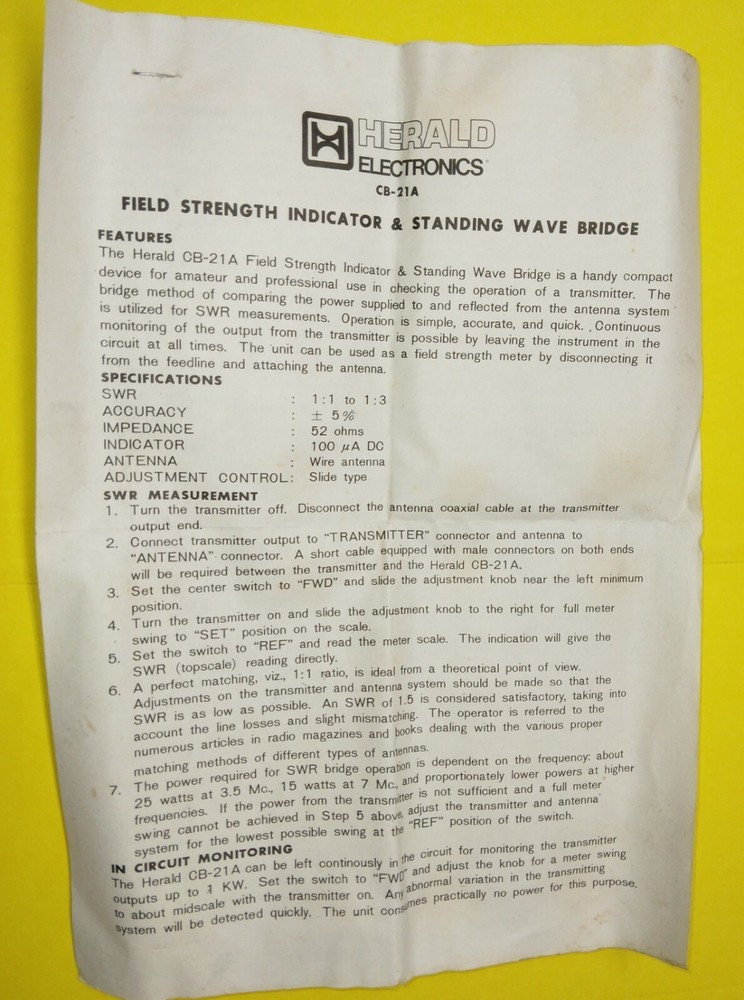 HERALD
ELECTRONICS
CB-21A
FIELD STRENGTH INDICATOR & STANDING WAVE BRIDGE
FEATURES
The Herald CB-21A Field Strength Indicator & Standing Wave Bridge is a handy compact
device for amateur and professional use in checking the operation of a transmitter. The
bridge method of comparing the power supplied to and reflected from the antenna system
is utilized for SWR measurements. Operation is simple, accurate, and quick. . Continuous
monitoring of the output from the transmitter is possible by leaving the instrument in the
circuit at all times. The unit can be used as a field strength meter by disconnecting it
from the feedline and attaching the antenna.
SPECIFICATIONS
SWR : 1:1 to 1:3
ACCURACY : ± 5%
IMPEDANCE : 52 ohms
INDICATOR : 100 µA DC
ANTENNA : Wire antenna
ADJUSTMENT CONTROL: Slide type
SWR MEASUREMENT
1. Turn the transmitter off. Disconnect the antenna coaxial cable at the transmitter
output end.
2. Connect transmitter output to "TRANSMITTER" connector and antenna to
"ANTENNA" connector. A short cable equipped with male connectors on both ends
will be required between the transmitter and the Herald CB-21A.
3. Set the center switch to "FWD" and slide the adjustment knob near the left minimum
position.
4. Turn the transmitter on and slide the adjustment knob to the right for full meter
swing to "SET" position on the scale.
5. Set the switch to "REF" and read the meter scale. The indication will give the
SWR (topscale) reading directly.
6. A perfect matching, viz., 1:1 ratio, is ideal from a theoretical point of view.
Adjustments on the transmitter and antenna system should be made so that the
SWR is as low as possible. An SWR of 1.5 is considered satisfactory, taking into
account the line losses and slight mismatching. The operator is referred to the
numerous articles in radio magazines and books dealing with the various proper
matching methods of different types of antennas.
7. The power required for SWR bridge operation is dependent on the frequency: about
25 watts at 3.5 Mc., 15 watts at 7 Mc., and proportionately lower powers at higher
frequencies. If the power from the transmitter is not sufficient and a full meter
swing cannot be achieved in Step 5 above, adjust the transmitter and antenna
system for the lowest possible swing at the "REF" position of the switch.
IN CIRCUIT MONITORING
The Herald CB-21A can be left continously in the circuit for monitoring the transmitter
outputs up to 1 KW. Set the switch to "FWD" and adjust the knob for a meter swing
to about midscale with the transmitter on. Any abnormal variation in the transmitting
system will be detected quickly. The unit consumes practically no power for this purpose.